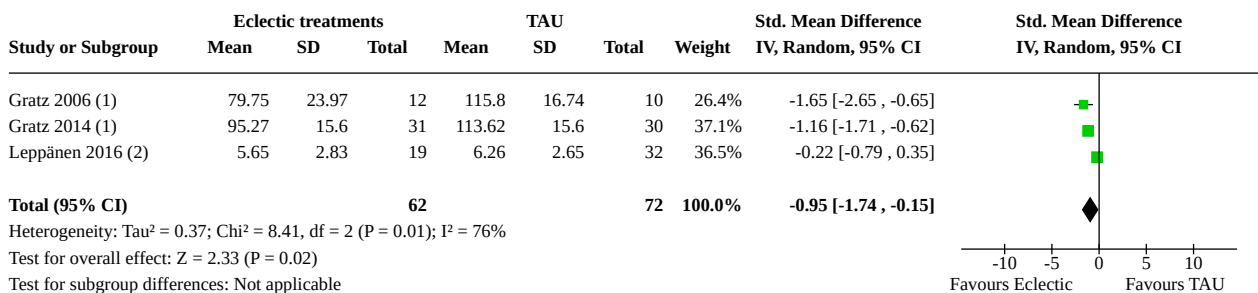 Eclectic treatments TAU Std. Mean Difference Std. Mean Difference
Study or Subgroup Mean SD Total Mean SD Total Weight IV, Random, 95% CI IV, Random, 95% CI
Gratz 2006 (1) 79.75 23.97 12 115.8 16.74 10 26.4% -1.65 [-2.65 , -0.65]
Gratz 2014 (1) 95.27 15.6 31 113.62 15.6 30 37.1% -1.16 [-1.71 , -0.62]
Leppänen 2016 (2) 5.65 2.83 19 6.26 2.65 32 36.5% -0.22 [-0.79 , 0.35]
Total (95% CI) 62 72 100.0% -0.95 [-1.74 , -0.15]
Heterogeneity: Tau² = 0.37; Chi² = 8.41, df = 2 (P = 0.01); I² = 76%
Test for overall effect: Z = 2.33 (P = 0.02) -10 -5 0 5 10
Test for subgroup differences: Not applicable Favours Eclectic Favours TAU